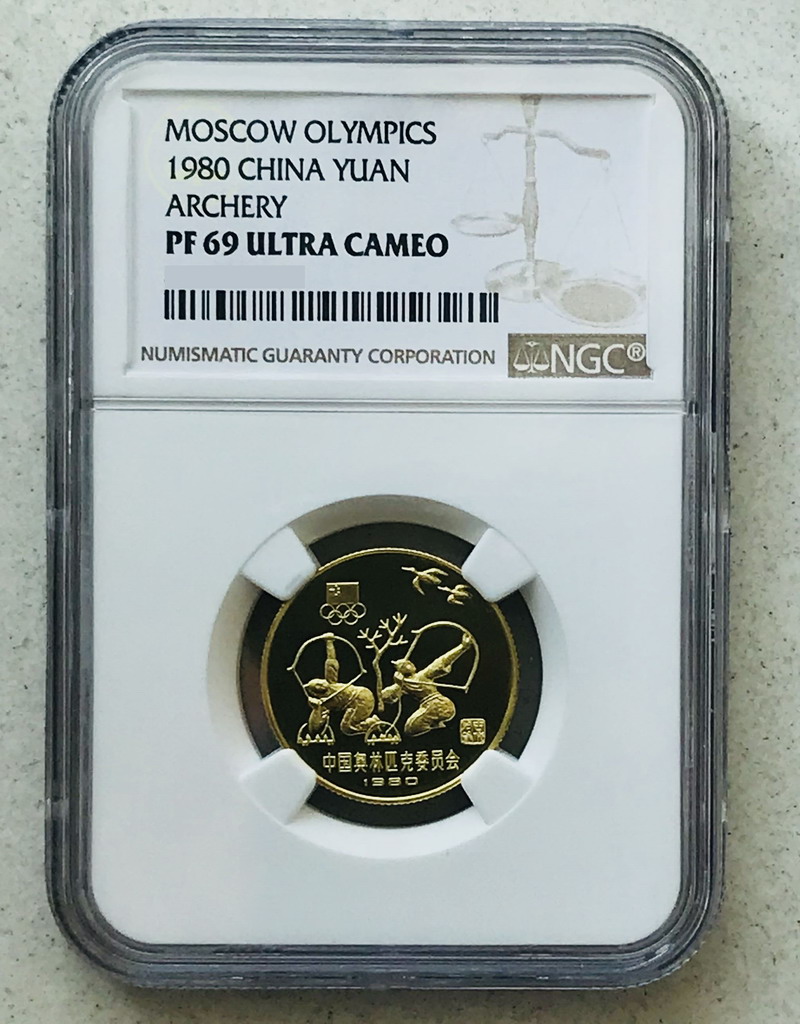 MOSCOW OLYMPICS
1980 CHINA YUAN
ARCHERY
PF 69 ULTRA CAMEO
NUMISMATIC GUARANTY CORPORATION
NGC®
中国奥林匹克委员会
1980